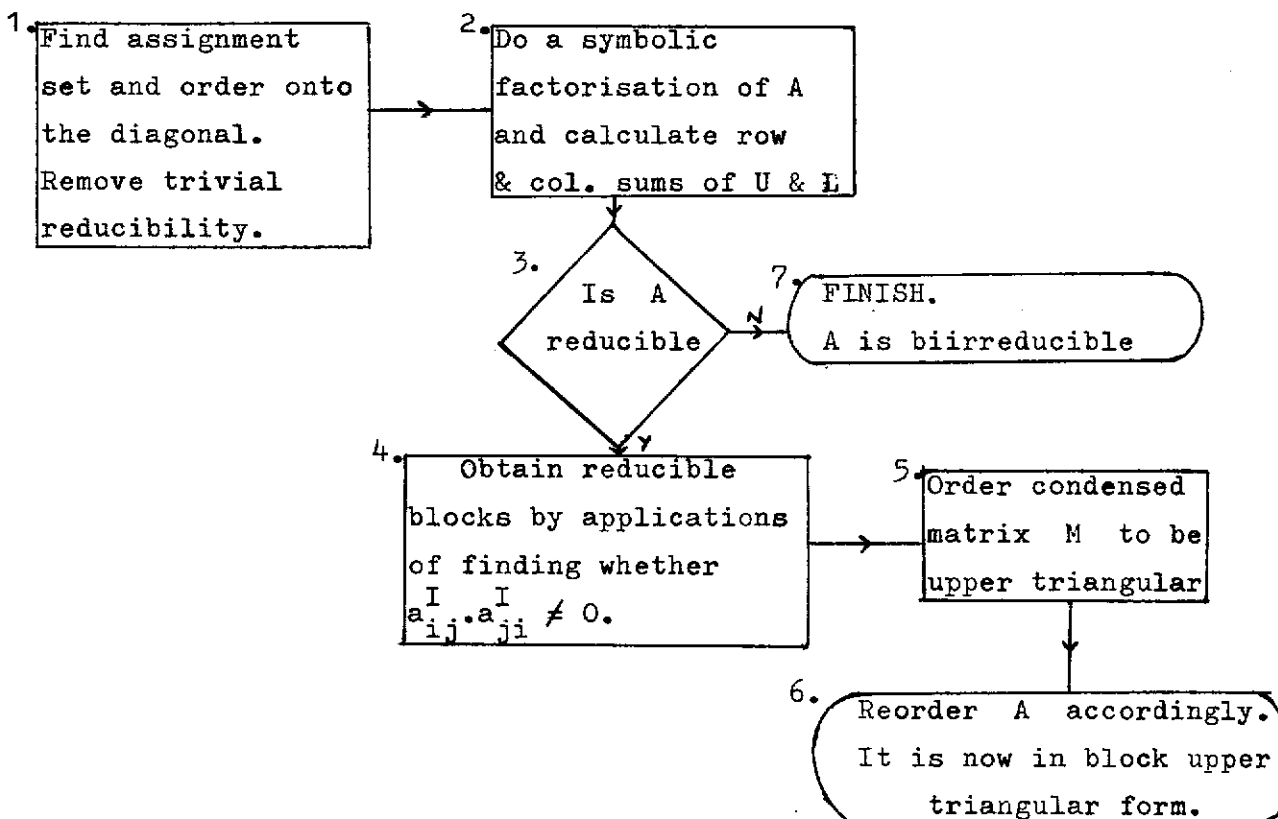 1.
Find assignment
set and order onto
the diagonal.
Remove trivial
reducibility.
2.
Do a symbolic
factorisation of A
and calculate row
& col. sums of U & L
3.
Is A
reducible
N
7.
FINISH.
A is biirreducible
Y
4.
Obtain reducible
blocks by applications
of finding whether
a^I_ij.a^I_ji ≠ 0.
5.
Order condensed
matrix M to be
upper triangular
6.
Reorder A accordingly.
It is now in block upper
triangular form.